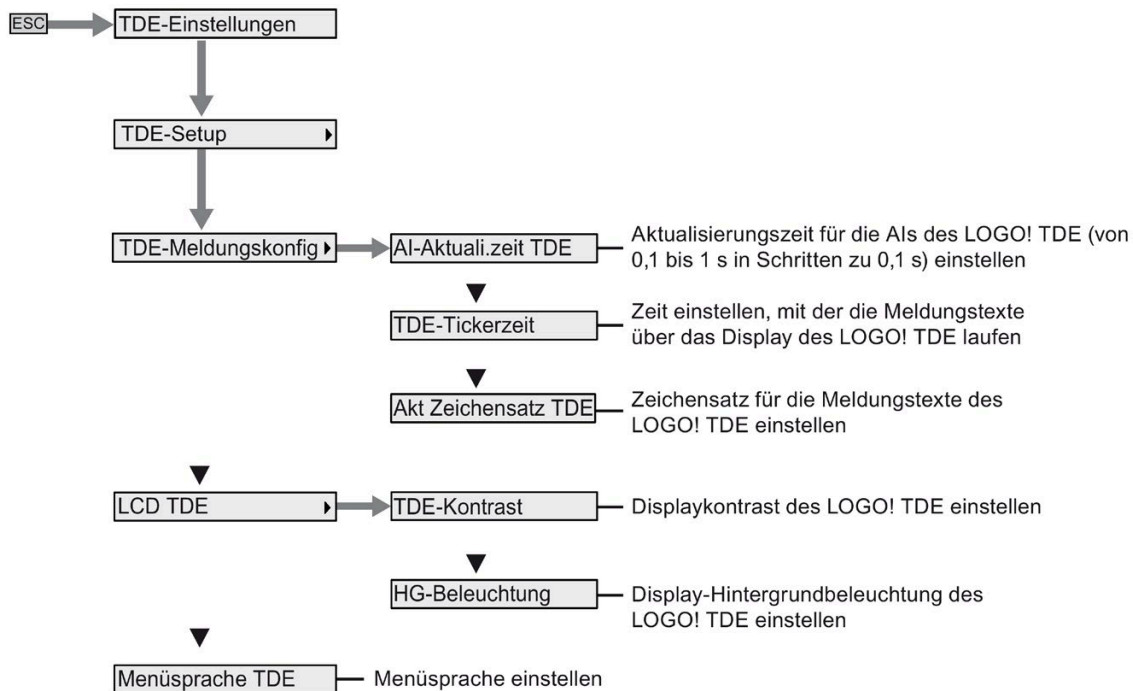 ESC
TDE-Einstellungen
TDE-Setup
TDE-Meldungskonfig
AI-Aktuali.zeit TDE
Aktualisierungszeit für die AIs des LOGO! TDE (von
0,1 bis 1 s in Schritten zu 0,1 s) einstellen
TDE-Tickerzeit
Zeit einstellen, mit der die Meldungstexte
über das Display des LOGO! TDE laufen
Akt Zeichensatz TDE
Zeichensatz für die Meldungstexte des
LOGO! TDE einstellen
LCD TDE
TDE-Kontrast
Displaykontrast des LOGO! TDE einstellen
HG-Beleuchtung
Display-Hintergrundbeleuchtung des
LOGO! TDE einstellen
Menüsprache TDE
Menüsprache einstellen